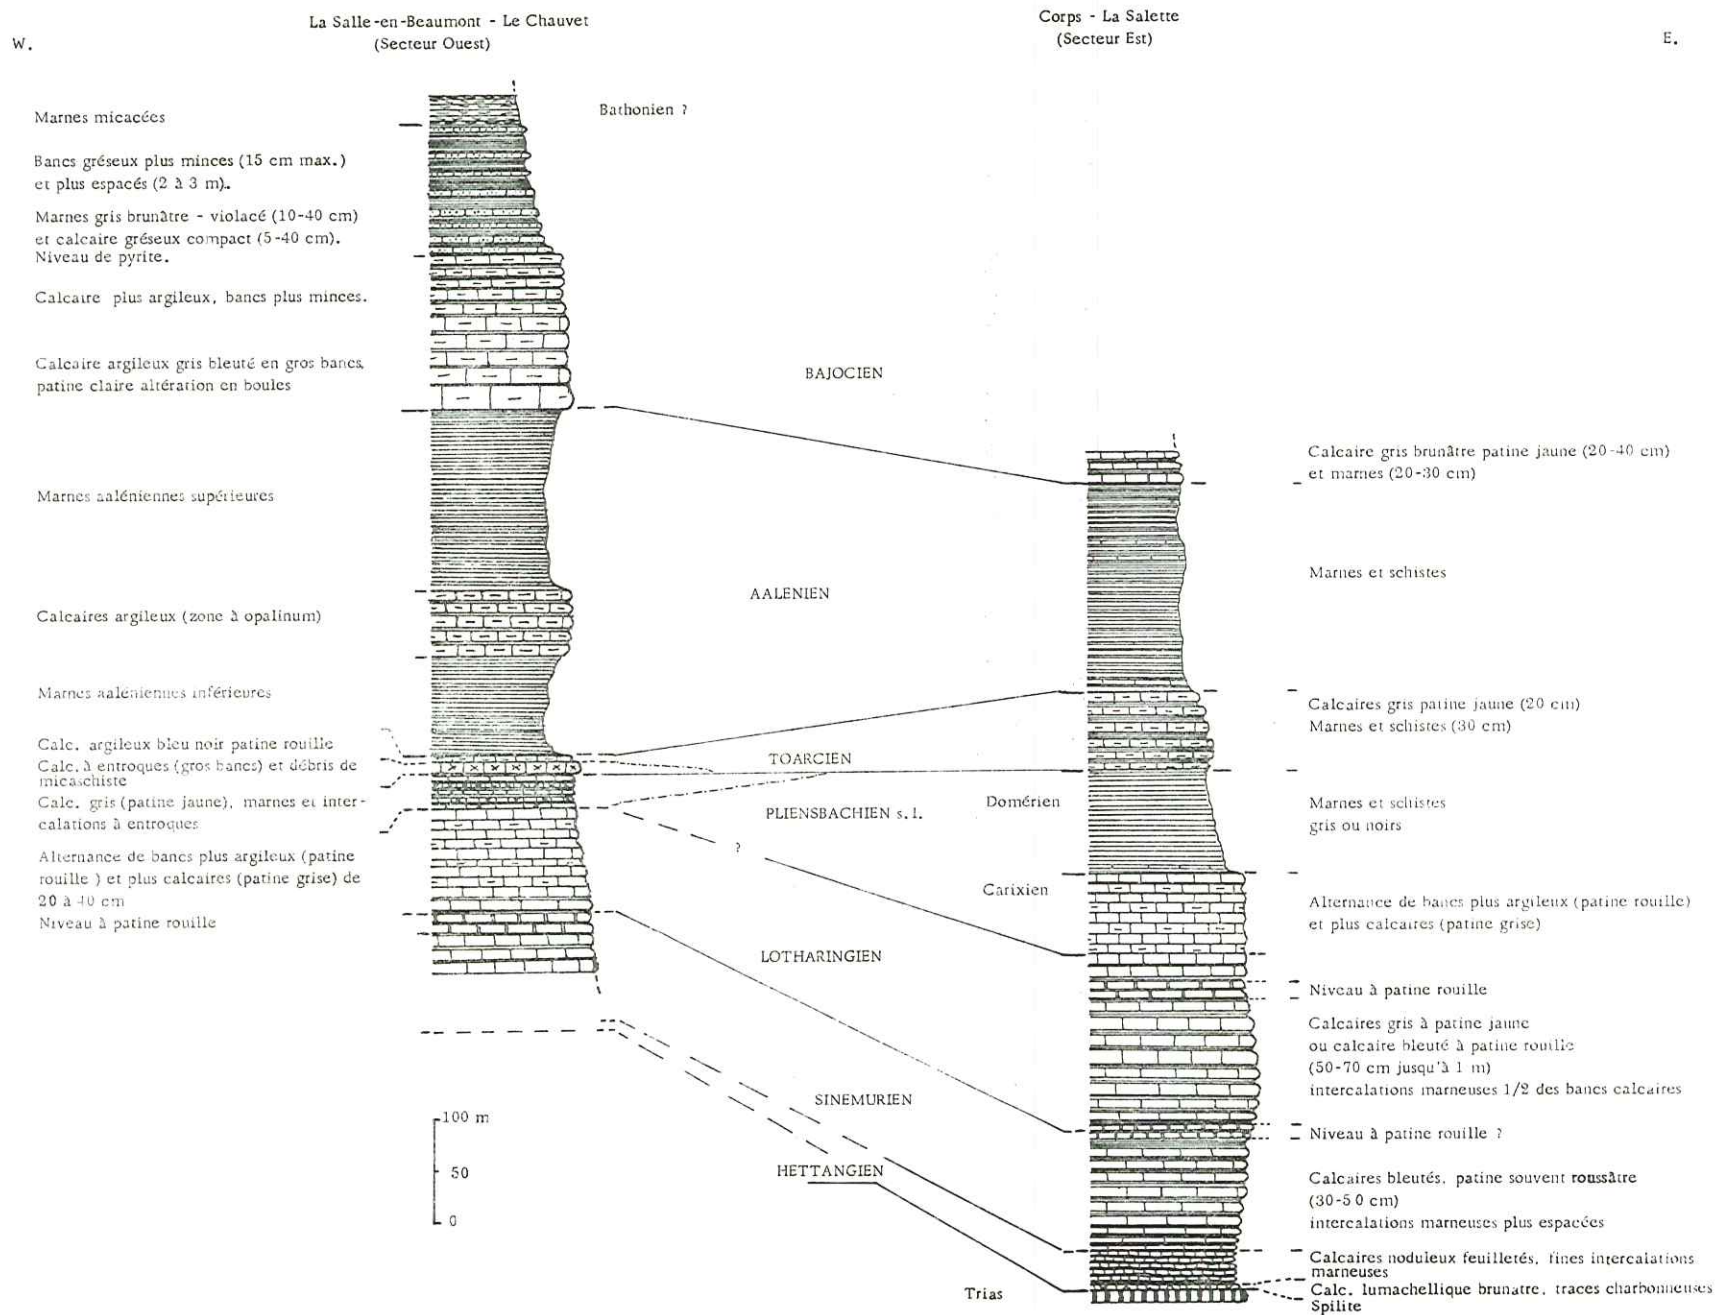 La Salle-en-Beaumont - Le Chauvet
(Secteur Ouest)
Corps - La Salette
(Secteur Est)
W.
E.
Marnes micacées
Bancs gréseux plus minces (15 cm max.)
et plus espacés (2 à 3 m).
Marnes gris brunâtre - violacé (10-40 cm)
et calcaire gréseux compact (5-40 cm).
Niveau de pyrite.
Calcaire plus argileux, bancs plus minces.
Calcaire argileux gris bleuté en gros bancs,
patine claire altération en boules
Marnes aaléniennes supérieures
Calcaires argileux (zone à opalinum)
Marnes aaléniennes inférieures
Calc. argileux bleu noir patine rouille
Calc. à entroques (gros bancs) et débris de
micaschiste
Calc. gris (patine jaune), marnes et inter-
calations à entroques
Alternance de bancs plus argileux (patine
rouille ) et plus calcaires (patine grise) de
20 à 40 cm
Niveau à patine rouille
Bathonien ?
BAJOCIEN
AALENIEN
TOARCIEN
Domérien
PLIENSBACHIEN s. l.
?
Carixien
LOTHARINGIEN
SINEMURIEN
HETTANGIEN
Trias
100 m
50
0
Calcaire gris brunâtre patine jaune (20-40 cm)
et marnes (20-30 cm)
Marnes et schistes
Calcaires gris patine jaune (20 cm)
Marnes et schistes (30 cm)
Marnes et schistes
gris ou noirs
Alternance de bancs plus argileux (patine rouille)
et plus calcaires (patine grise)
Niveau à patine rouille
Calcaires gris à patine jaune
ou calcaire bleuté à patine rouille
(50-70 cm jusqu'à 1 m)
intercalations marneuses 1/2 des bancs calcaires
Niveau à patine rouille ?
Calcaires bleutés, patine souvent roussâtre
(30-50 cm)
intercalations marneuses plus espacées
Calcaires noduleux feuilletés, fines intercalations
marneuses
Calc. lumachellique brunatre, traces charbonneuses
Spilite